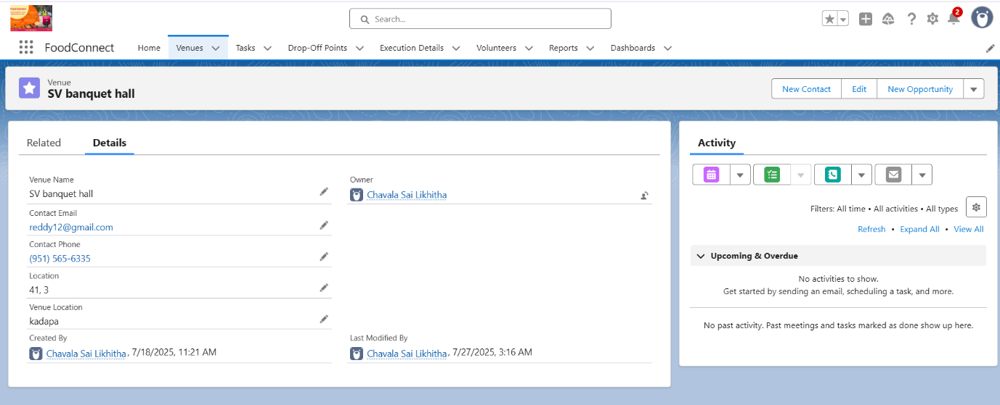 Search...
2
FoodConnect
Home
Venues
Tasks
Drop-Off Points
Execution Details
Volunteers
Reports
Dashboards
Venue
SV banquet hall
New Contact
Edit
New Opportunity
Related
Details
Venue Name
SV banquet hall
Owner
Chavala Sai Likhitha
Contact Email
reddy12@gmail.com
Contact Phone
(951) 565-6335
Location
41, 3
Venue Location
kadapa
Created By
Chavala Sai Likhitha, 7/18/2025, 11:21 AM
Last Modified By
Chavala Sai Likhitha, 7/27/2025, 3:16 AM
Activity
Filters: All time • All activities • All types
Refresh • Expand All • View All
Upcoming & Overdue
No activities to show.
Get started by sending an email, scheduling a task, and more.
No past activity. Past meetings and tasks marked as done show up here.